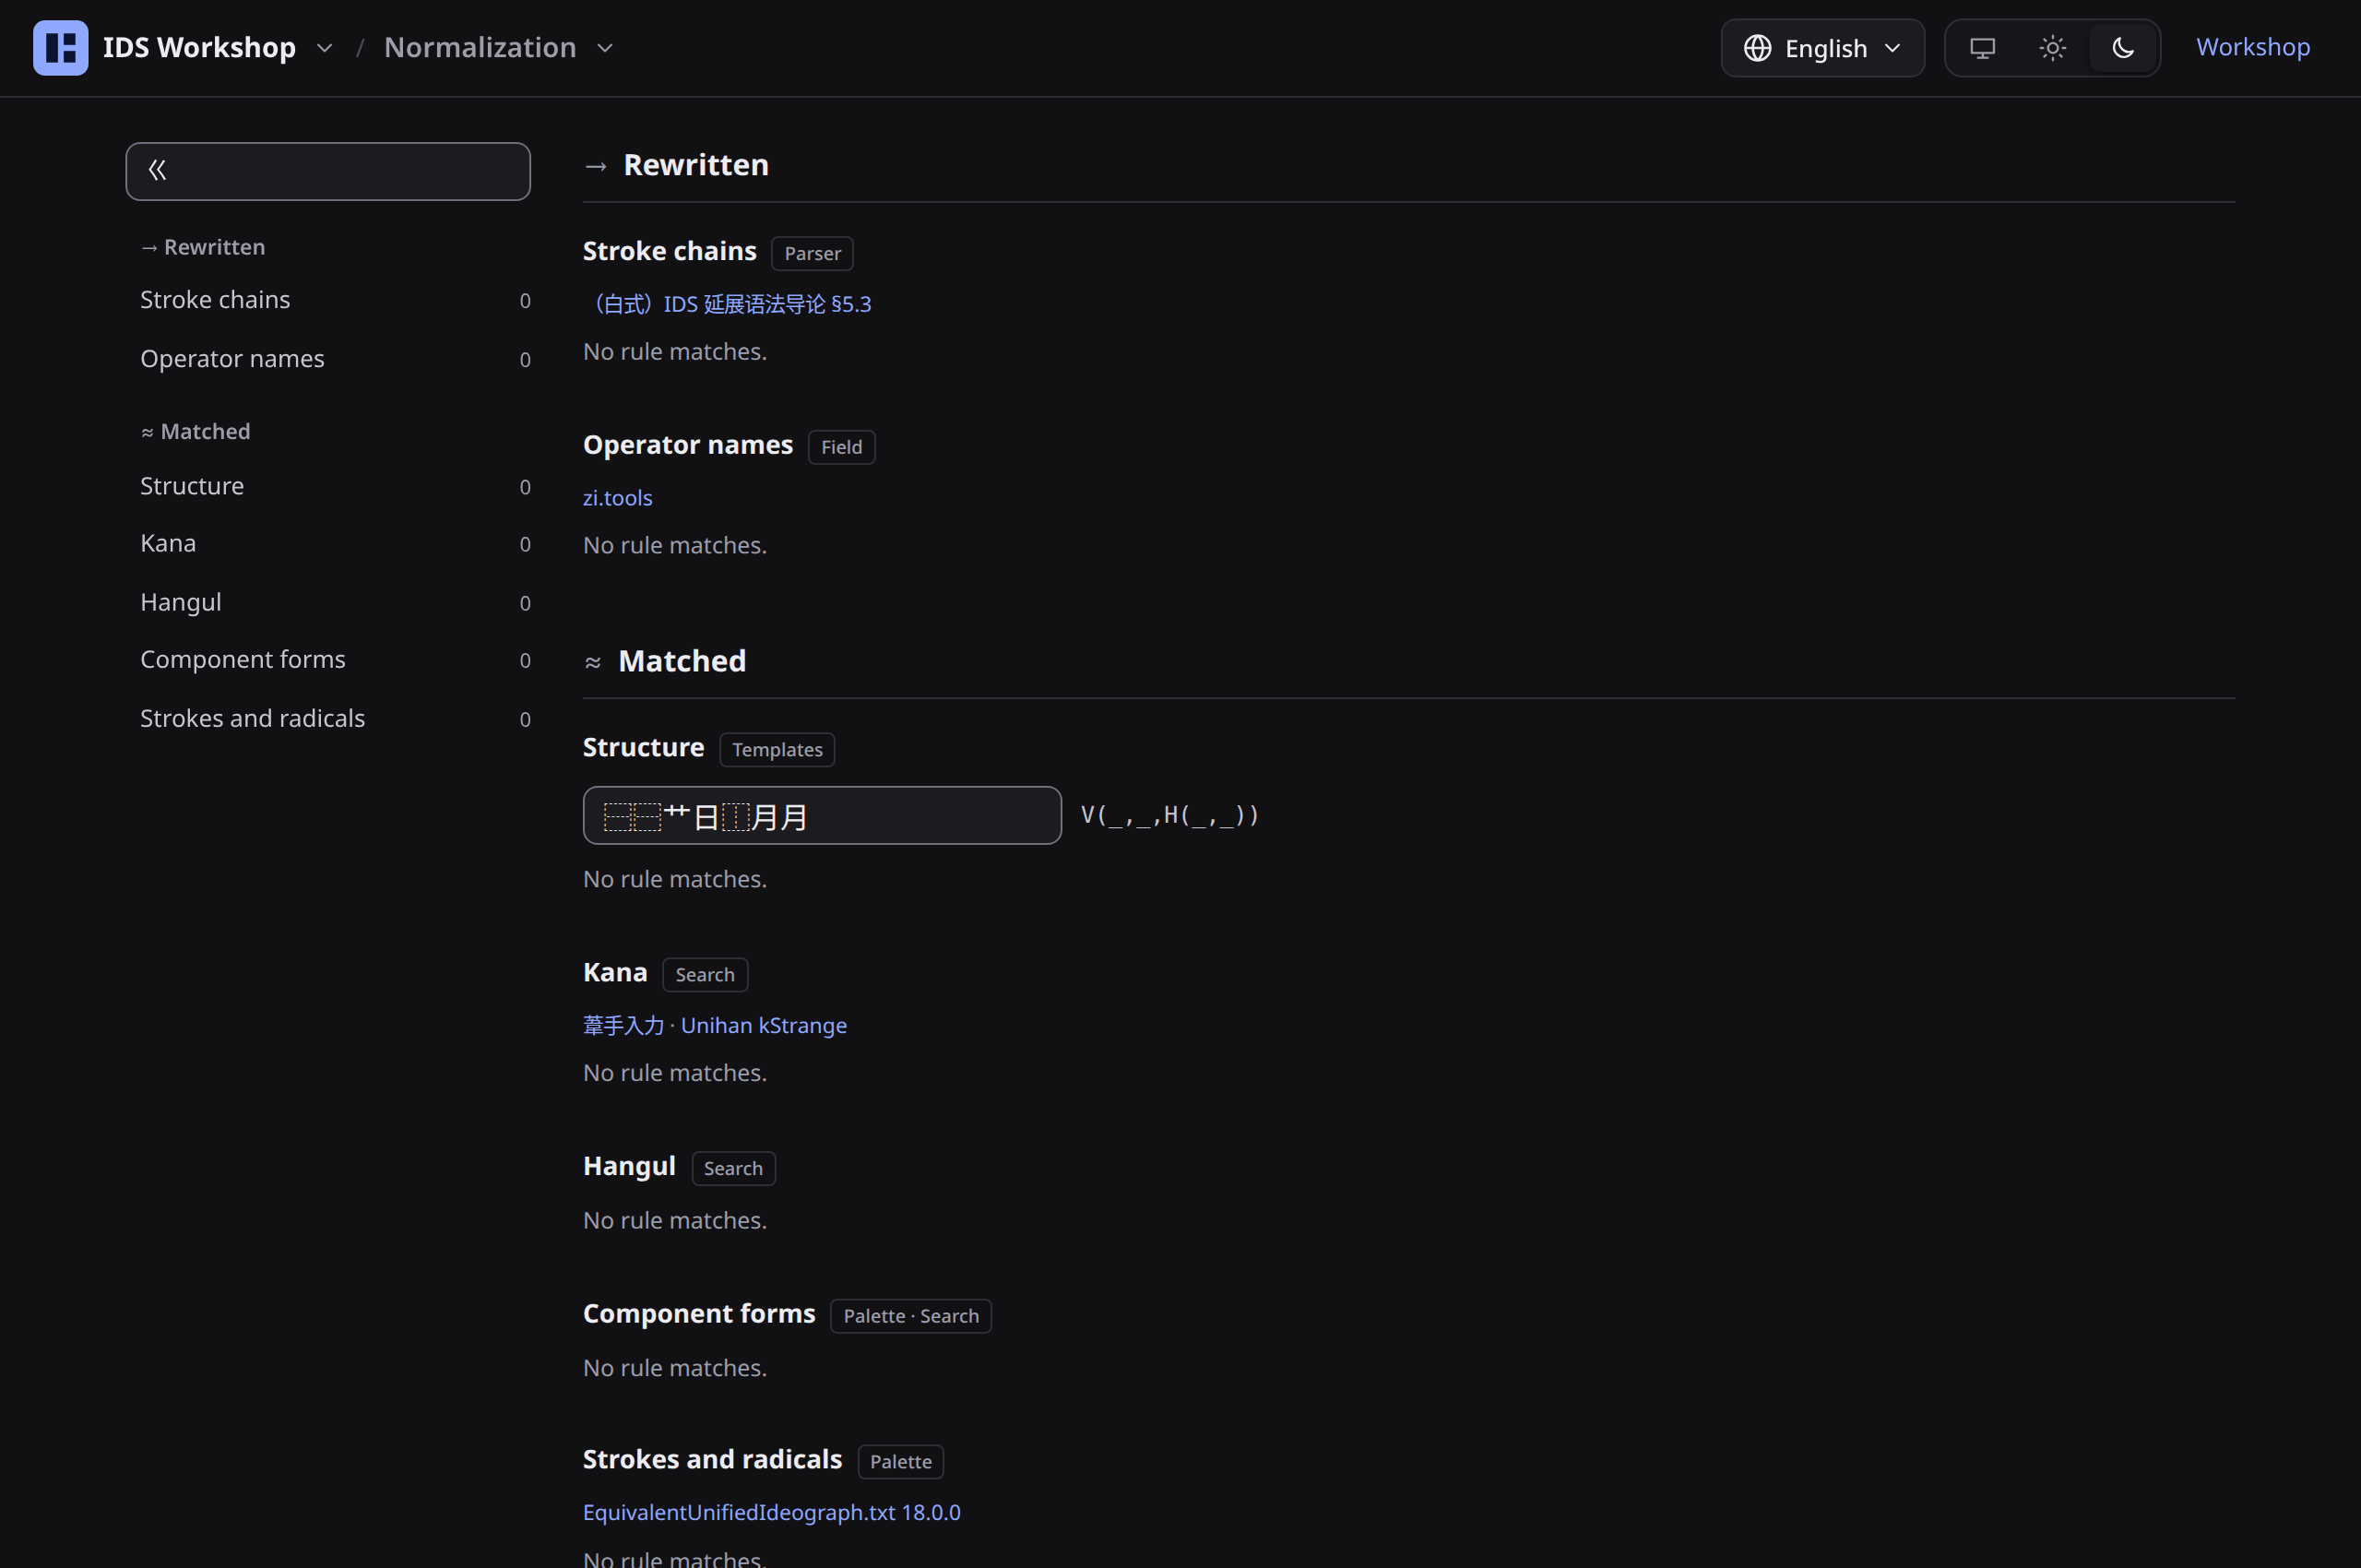 IDS Workshop / Normalization
English
Workshop
巜
→ Rewritten
Stroke chains 0
Operator names 0
≈ Matched
Structure 0
Kana 0
Hangul 0
Component forms 0
Strokes and radicals 0
→ Rewritten
Stroke chains Parser
（白式）IDS 延展语法导论 §5.3
No rule matches.
Operator names Field
zi.tools
No rule matches.
≈ Matched
Structure Templates
⿱⿱艹日⿰月月 V(_,_,H(_,_))
No rule matches.
Kana Search
葦手入力 · Unihan kStrange
No rule matches.
Hangul Search
No rule matches.
Component forms Palette · Search
No rule matches.
Strokes and radicals Palette
EquivalentUnifiedIdeograph.txt 18.0.0
No rule matches.